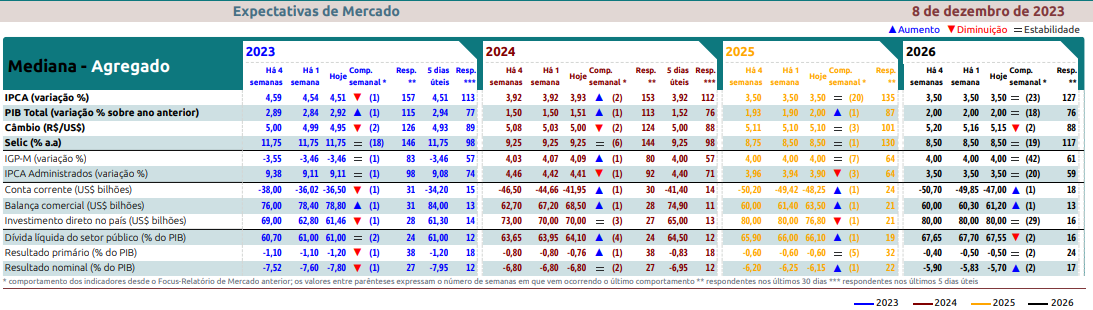 Expectativas de Mercado 8 de dezembro de 2023
▲Aumento ▼Diminuição =Estabilidade
Mediana - Agregado
2023 2024 2025 2026
Há 4 semanas Há 1 semana Hoje Comp. semanal * Resp. ** 5 dias úteis Resp. *** Há 4 semanas Há 1 semana Hoje Comp. semanal * Resp. ** 5 dias úteis Resp. *** Há 4 semanas Há 1 semana Hoje Comp. semanal * Resp. ** Há 4 semanas Há 1 semana Hoje Comp. semanal * Resp. **
IPCA (variação %) 4,59 4,54 4,51 ▼ (1) 157 4,51 113 3,92 3,92 3,93 ▲ (2) 153 3,92 112 3,50 3,50 3,50 = (20) 135 3,50 3,50 3,50 = (23) 127
PIB Total (variação % sobre ano anterior) 2,89 2,84 2,92 ▲ (1) 115 2,94 77 1,50 1,50 1,51 ▲ (1) 113 1,52 76 1,93 1,90 2,00 ▲ (1) 87 2,00 2,00 2,00 = (18) 76
Câmbio (R$/US$) 5,00 4,99 4,95 ▼ (2) 126 4,93 89 5,08 5,03 5,00 ▼ (2) 124 5,00 88 5,11 5,10 5,10 = (3) 101 5,20 5,16 5,15 ▼ (2) 88
Selic (% a.a) 11,75 11,75 11,75 = (18) 146 11,75 98 9,25 9,25 9,25 = (6) 144 9,25 98 8,75 8,50 8,50 = (1) 130 8,50 8,50 8,50 = (19) 117
IGP-M (variação %) -3,55 -3,46 -3,46 = (1) 83 -3,46 57 4,03 4,07 4,09 ▲ (1) 80 4,00 57 4,00 4,00 4,00 = (7) 64 4,00 4,00 4,00 = (42) 61
IPCA Administrados (variação %) 9,38 9,11 9,11 = (1) 98 9,08 74 4,46 4,42 4,41 ▼ (1) 92 4,40 71 3,96 3,94 3,90 ▼ (3) 64 3,50 3,50 3,50 = (20) 59
Conta corrente (US$ bilhões) -38,00 -36,02 -36,50 ▼ (1) 31 -34,20 15 -46,50 -44,66 -41,95 ▲ (1) 30 -41,40 14 -50,20 -49,42 -48,25 ▲ (1) 24 -50,70 -49,85 -47,00 ▲ (1) 18
Balança comercial (US$ bilhões) 76,00 78,40 78,80 ▲ (1) 31 84,00 13 62,70 67,20 68,50 ▲ (1) 28 74,90 11 60,00 61,40 63,50 ▲ (1) 21 60,00 60,30 61,20 ▲ (1) 13
Investimento direto no país (US$ bilhões) 69,00 62,80 61,46 ▼ (1) 28 61,30 14 73,00 70,00 70,00 = (3) 27 65,00 13 80,00 80,00 76,80 ▼ (1) 21 80,00 80,00 80,00 = (29) 16
Dívida líquida do setor público (% do PIB) 60,70 61,00 61,00 = (2) 24 61,00 12 63,65 63,95 64,10 ▲ (4) 24 64,50 12 65,90 66,00 66,10 ▲ (1) 19 67,65 67,70 67,55 ▼ (2) 16
Resultado primário (% do PIB) -1,10 -1,10 -1,20 ▼ (1) 38 -1,20 18 -0,80 -0,80 -0,76 ▲ (1) 38 -0,83 18 -0,60 -0,60 -0,60 = (5) 32 -0,40 -0,50 -0,50 = (2) 24
Resultado nominal (% do PIB) -7,52 -7,60 -7,80 ▼ (1) 27 -7,95 12 -6,80 -6,80 -6,80 = (2) 27 -6,95 12 -6,20 -6,25 -6,15 ▲ (1) 22 -5,90 -5,83 -5,70 ▲ (2) 17
* comportamento dos indicadores desde o Focus-Relatório de Mercado anterior; os valores entre parênteses expressam o número de semanas em que vem ocorrendo o último comportamento ** respondentes nos últimos 30 dias *** respondentes nos últimos 5 dias úteis
2023 2024 2025 2026